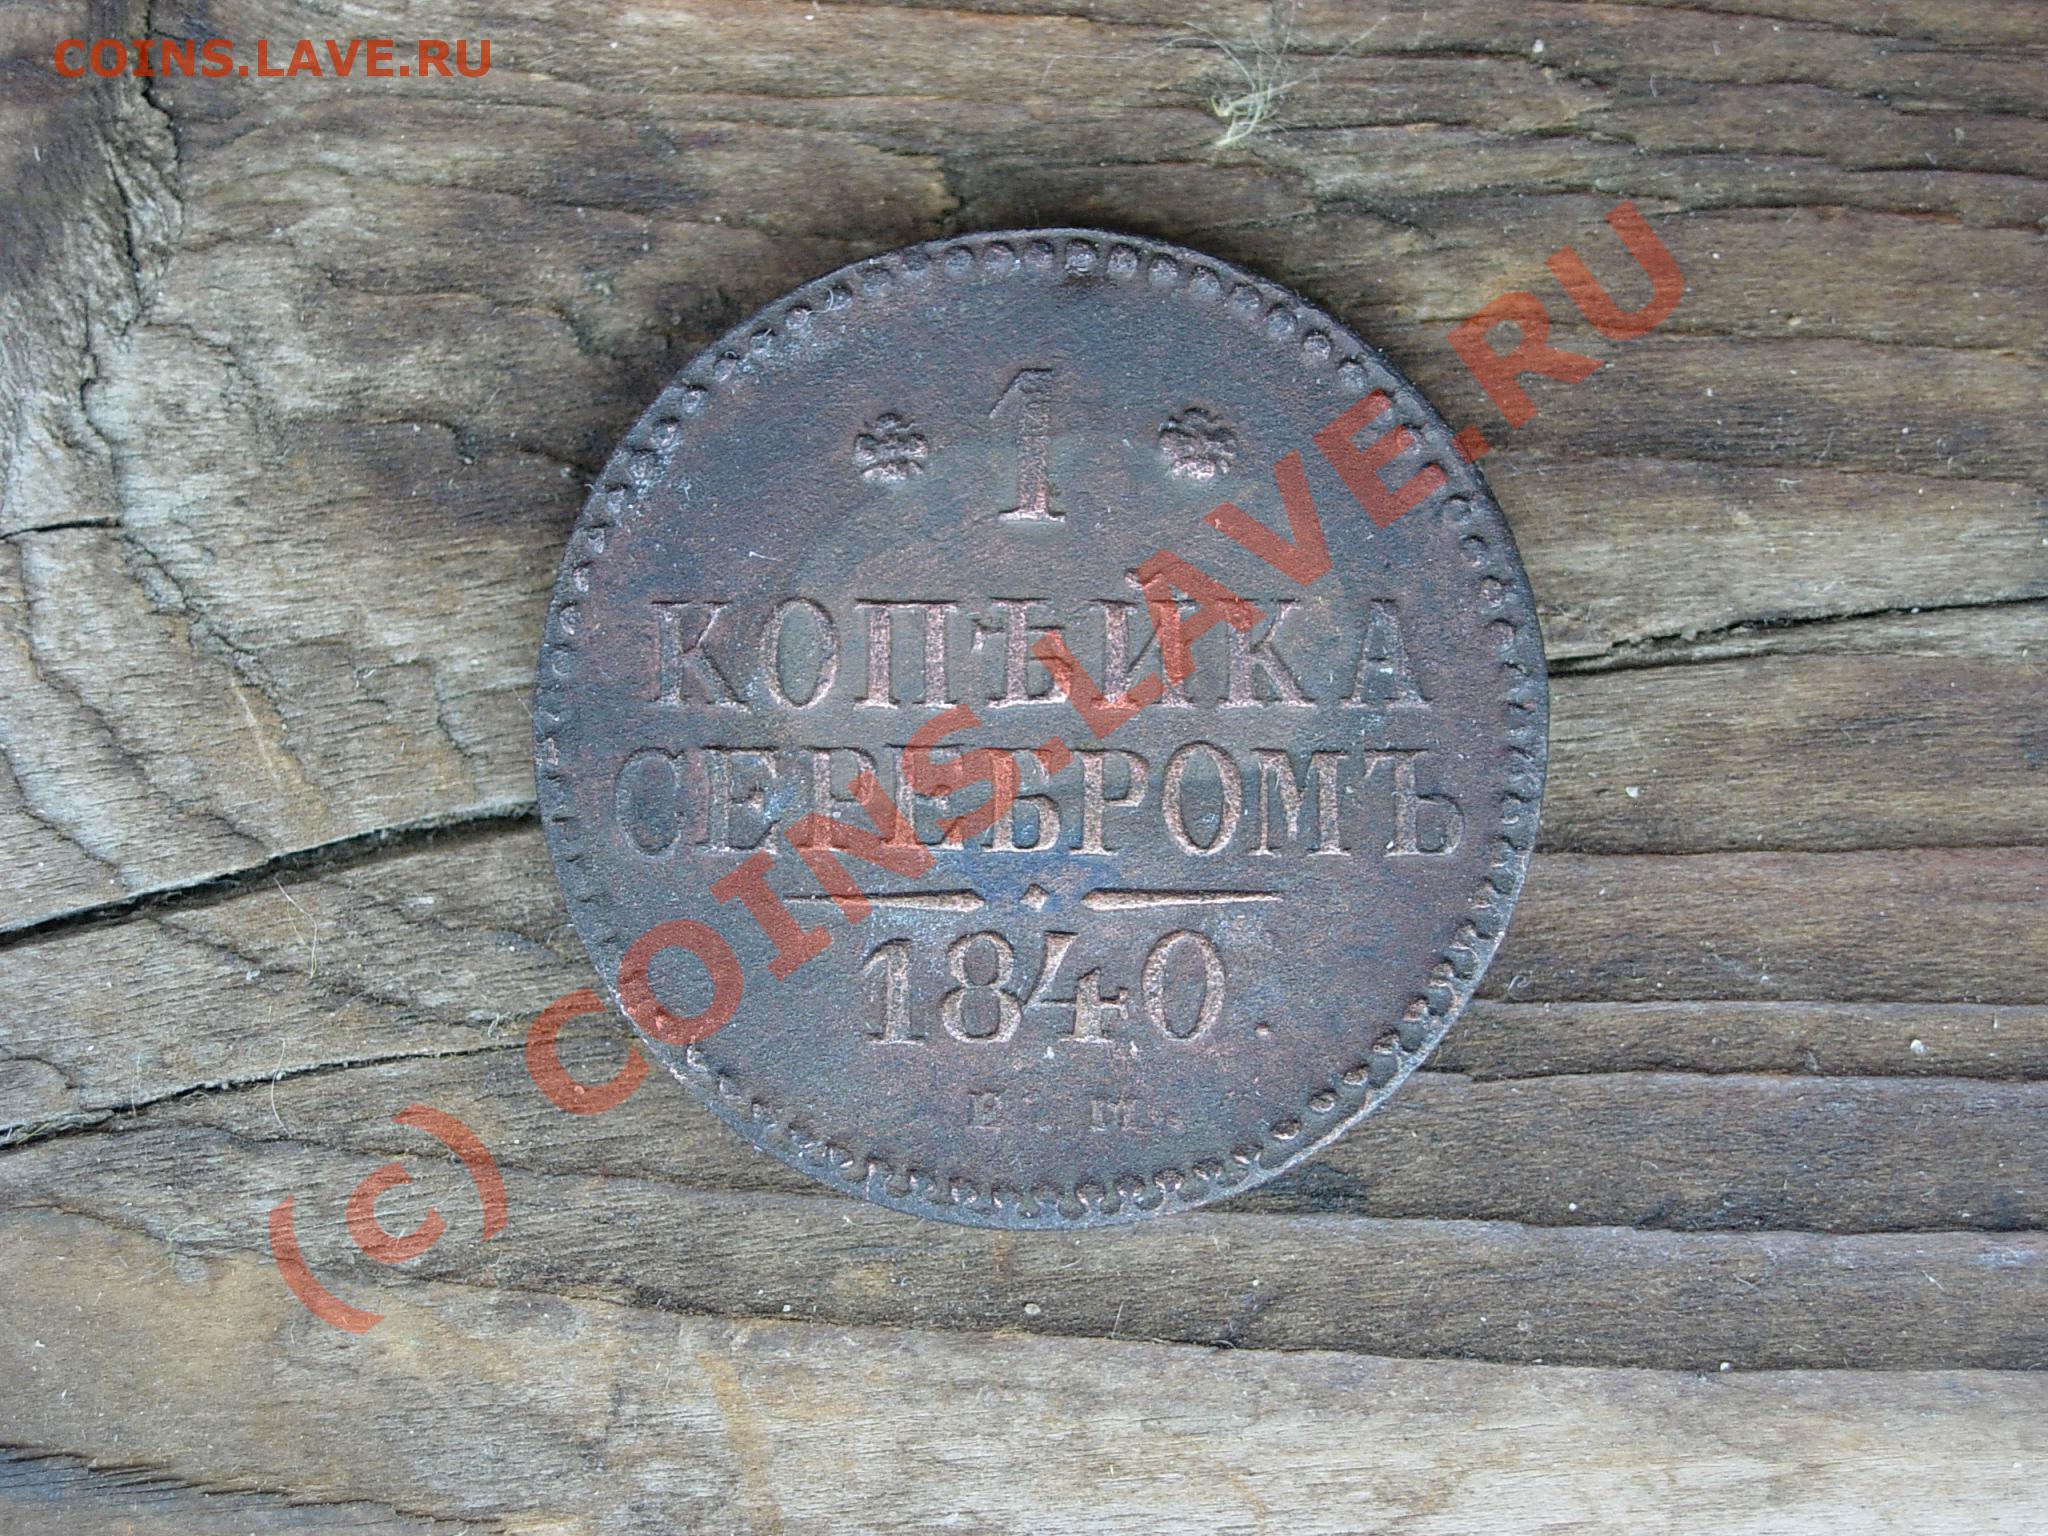 COINS.LAVE.RU
* 1 *
КОПѢЙКА
СЕРЕБРОМЪ
1840.
Е. М.
(c) COINS.LAVE.RU